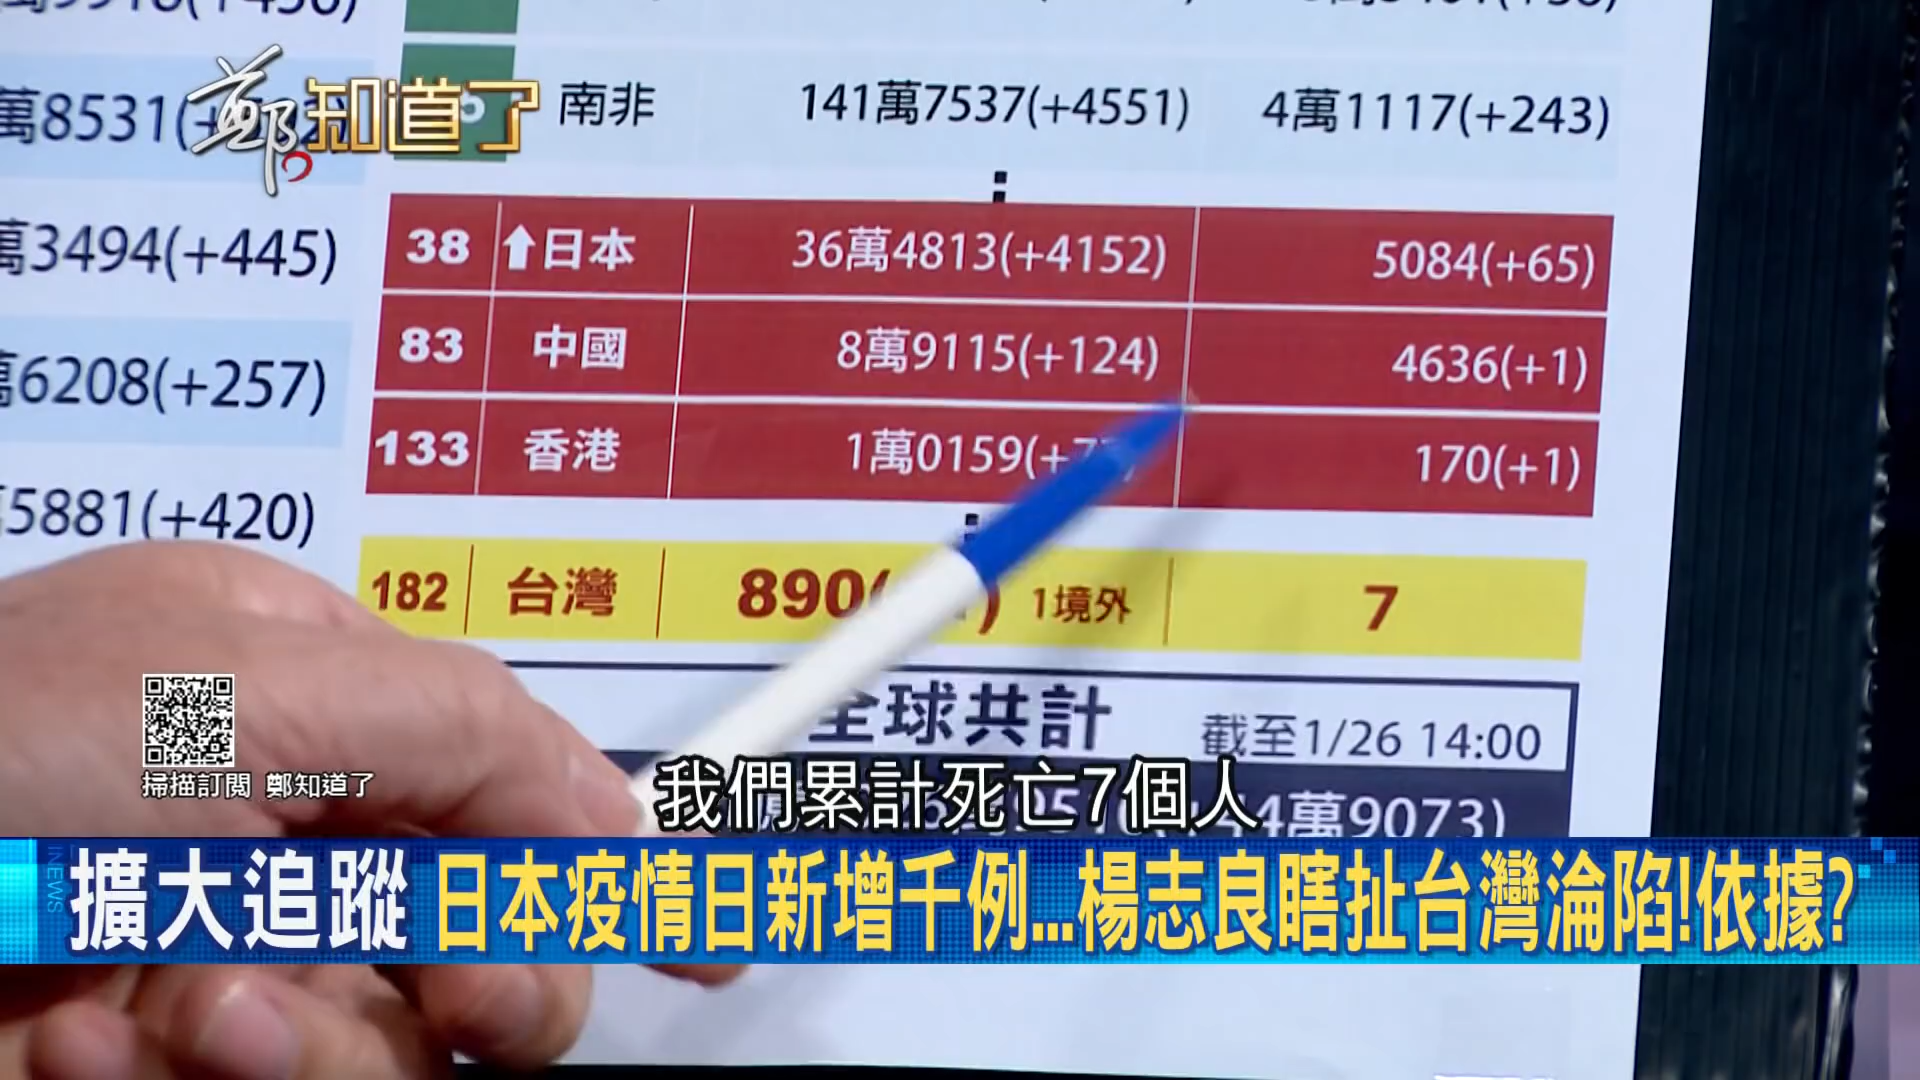 鄭知道了
南非 141萬7537(+4551) 4萬1117(+243)
萬8531
萬3494(+445)
萬6208(+257)
5881(+420)
38 ↑日本 36萬4813(+4152) 5084(+65)
83 中國 8萬9115(+124) 4636(+1)
133 香港 1萬0159 170(+1)
182 台灣 890 1境外 7
全球共計 截至1/26 14:00
4萬9073)
掃描訂閱 鄭知道了
我們累計死亡7個人
NEWS
擴大追蹤 日本疫情日新增千例...楊志良瞎扯台灣淪陷!依據?